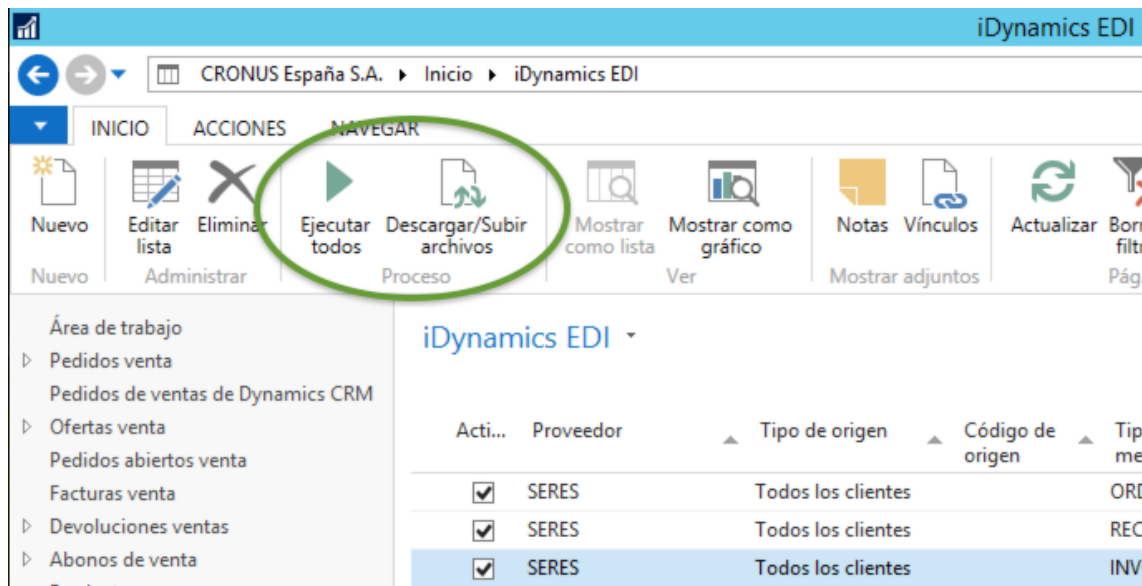 iDynamics EDI
CRONUS España S.A. Inicio iDynamics EDI
INICIO ACCIONES NAVEGAR
Nuevo Editar lista Eliminar Ejecutar todos Descargar/Subir archivos Mostrar como lista Mostrar como gráfico Notas Vínculos Actualizar
Nuevo Administrar Proceso Ver Mostrar adjuntos
Área de trabajo
Pedidos venta
Pedidos de ventas de Dynamics CRM
Ofertas venta
Pedidos abiertos venta
Facturas venta
Devoluciones ventas
Abonos de venta
iDynamics EDI
Acti... Proveedor Tipo de origen Código de origen
SERES Todos los clientes
SERES Todos los clientes
SERES Todos los clientes